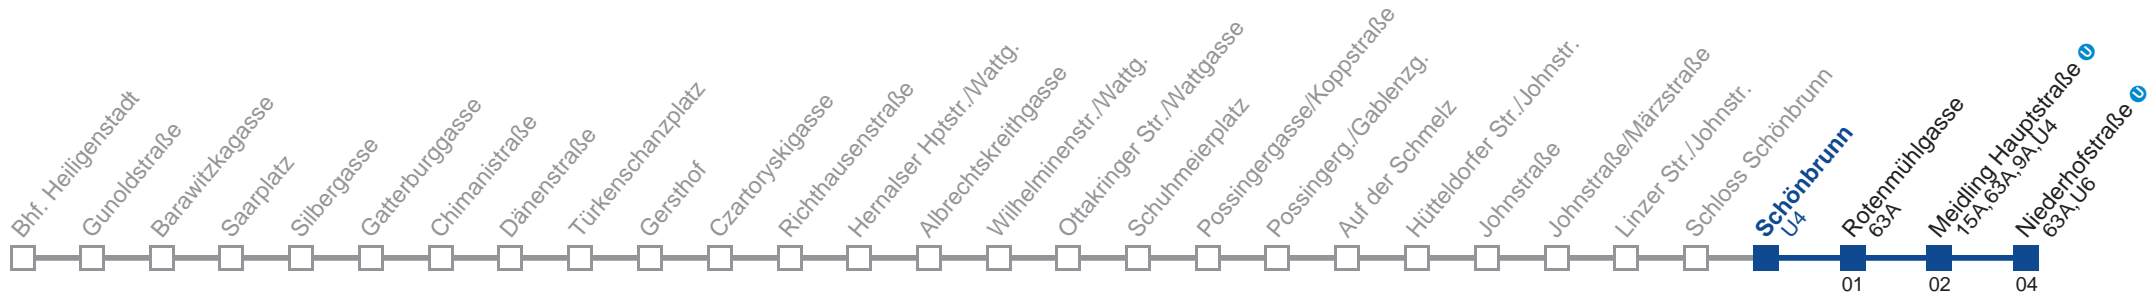 Bhf. Heiligenstadt
Gunoldstraße
Barawitzkagasse
Saarplatz
Silbergasse
Gatterburggasse
Chimanistraße
Dänenstraße
Türkenschanzplatz
Gersthof
Czartoryskigasse
Richthausenstraße
Hernalser Hptstr./Wattg.
Albrechtskreithgasse
Wilhelminenstr./Wattg.
Ottakringer Str./Wattgasse
Schuhmeierplatz
Possingergasse/Koppstraße
Possingerg./Gablenzg.
Auf der Schmelz
Hütteldorfer Str./Johnstr.
Johnstraße
Johnstraße/Märzstraße
Linzer Str./Johnstr.
Schloss Schönbrunn
Schönbrunn
U4
Rotenmühlgasse
63A
Meidling Hauptstraße U
15A,63A,9A,U4
Niederhofstraße U
63A,U6
01
02
04